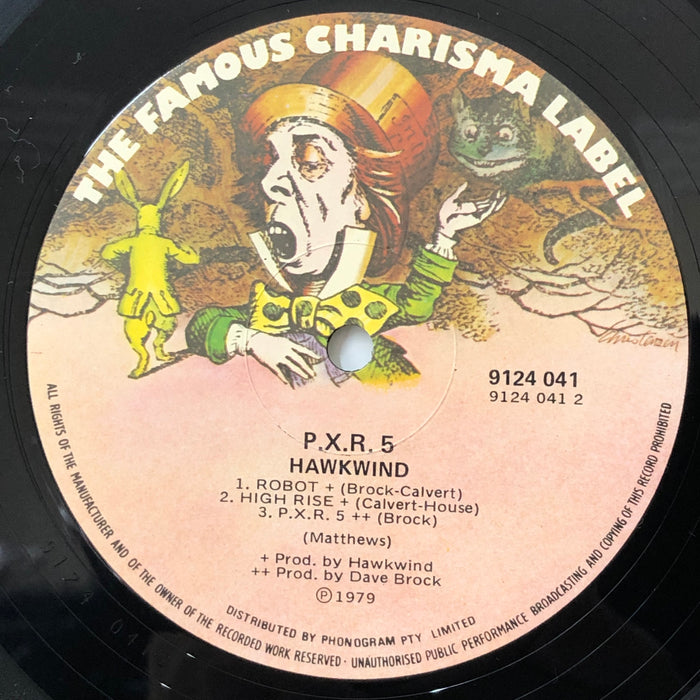 THE FAMOUS CHARISMA LABEL
Christensen
9124 041
9124 041 2
P.X.R. 5
HAWKWIND
1. ROBOT + (Brock-Calvert)
2. HIGH RISE + (Calvert-House)
3. P.X.R. 5 ++ (Brock)
(Matthews)
+ Prod. by Hawkwind
++ Prod. by Dave Brock
℗ 1979
DISTRIBUTED BY PHONOGRAM PTY LIMITED
ALL RIGHTS OF THE MANUFACTURER AND OF THE OWNER OF THE RECORDED WORK RESERVED · UNAUTHORISED PUBLIC PERFORMANCE BROADCASTING AND COPYING OF THIS RECORD PROHIBITED